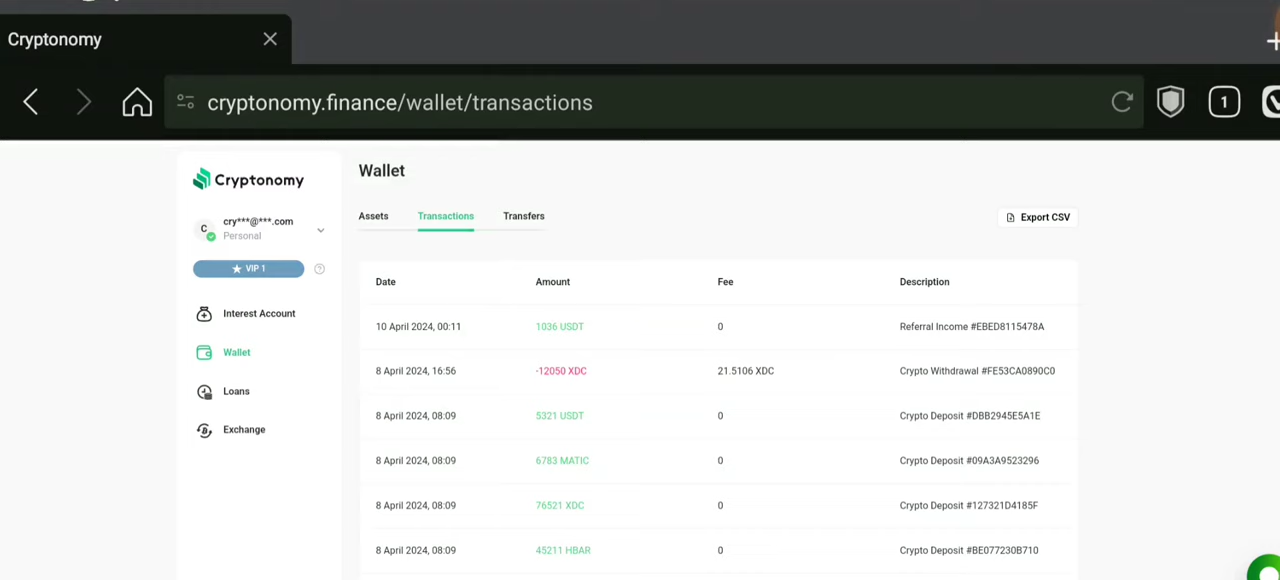 Cryptonomy
cryptonomy.finance/wallet/transactions
1
Cryptonomy
C
cry***@***.com
Personal
VIP 1
?
Interest Account
Wallet
Loans
Exchange
Wallet
Assets Transactions Transfers
Export CSV
Date Amount Fee Description
10 April 2024, 00:11 1036 USDT 0 Referral Income #EBED8115478A
8 April 2024, 16:56 -12050 XDC 21.5106 XDC Crypto Withdrawal #FE53CA0890C0
8 April 2024, 08:09 5321 USDT 0 Crypto Deposit #DBB2945E5A1E
8 April 2024, 08:09 6783 MATIC 0 Crypto Deposit #09A3A9523296
8 April 2024, 08:09 76521 XDC 0 Crypto Deposit #127321D4185F
8 April 2024, 08:09 45211 HBAR 0 Crypto Deposit #BE077230B710